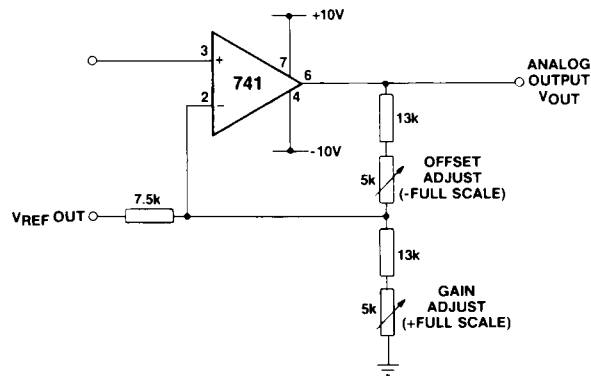 +10V
3
+
7
741
6
2
−
4
-10V
ANALOG
OUTPUT
VOUT
13k
5k
OFFSET
ADJUST
(-FULL SCALE)
7.5k
VREF OUT
13k
5k
GAIN
ADJUST
(+FULL SCALE)